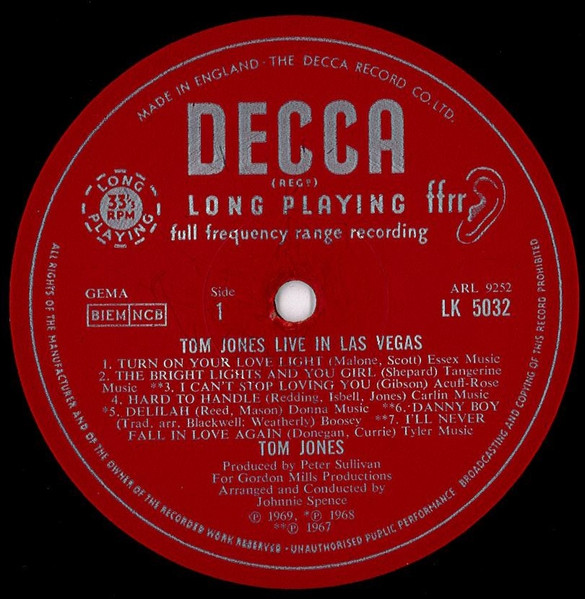 MADE IN ENGLAND · THE DECCA RECORD CO. LTD.
DECCA
(REGD)
LONG PLAYING
33⅓ RPM
LONG PLAYING ffrr
full frequency range recording
GEMA
BIEM NCB
Side
1
ARL 9252
LK 5032
TOM JONES LIVE IN LAS VEGAS
1. TURN ON YOUR LOVE LIGHT (Malone, Scott) Essex Music
2. THE BRIGHT LIGHTS AND YOU GIRL (Shepard) Tangerine
Music **3. I CAN'T STOP LOVING YOU (Gibson) Acuff-Rose
4. HARD TO HANDLE (Redding, Isbell, Jones) Carlin Music
*5. DELILAH (Reed, Mason) Donna Music **6. DANNY BOY
(Trad. arr. Blackwell; Weatherly) Boosey **7. I'LL NEVER
FALL IN LOVE AGAIN (Donegan, Currie) Tyler Music
TOM JONES
Produced by Peter Sullivan
For Gordon Mills Productions
Arranged and Conducted by
Johnnie Spence
℗ 1969, *℗ 1968
**℗ 1967
ALL RIGHTS OF THE MANUFACTURER AND OF THE OWNER OF THE RECORDED WORK RESERVED - UNAUTHORISED PUBLIC PERFORMANCE, BROADCASTING AND COPYING OF THIS RECORD PROHIBITED